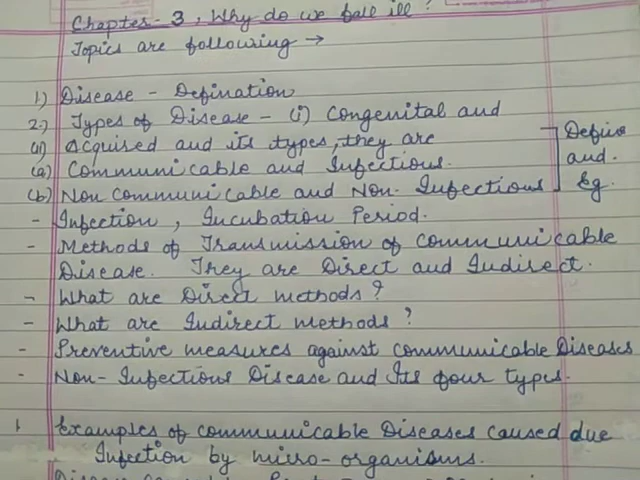 Chapter - 3, Why do we fall ill?
Topics are following →
1.) Disease - Defination
2.) Types of Disease - (i) Congenital and
(ii) Acquised and its types, they are
(a) Communicable and Infectious.
(b) Non communicable and Non- Infectious
Define and. Eg.
- Infection, Incubation Period.
- Methods of Transmission of communicable
Disease. They are Direct and Indirect.
- What are Direct methods?
- What are Indirect methods?
- Preventive measures against communicable Diseases
- Non-Infectious Disease and Its four types.
1 Examples of communicable Diseases caused due
Infection by micro-organisms.